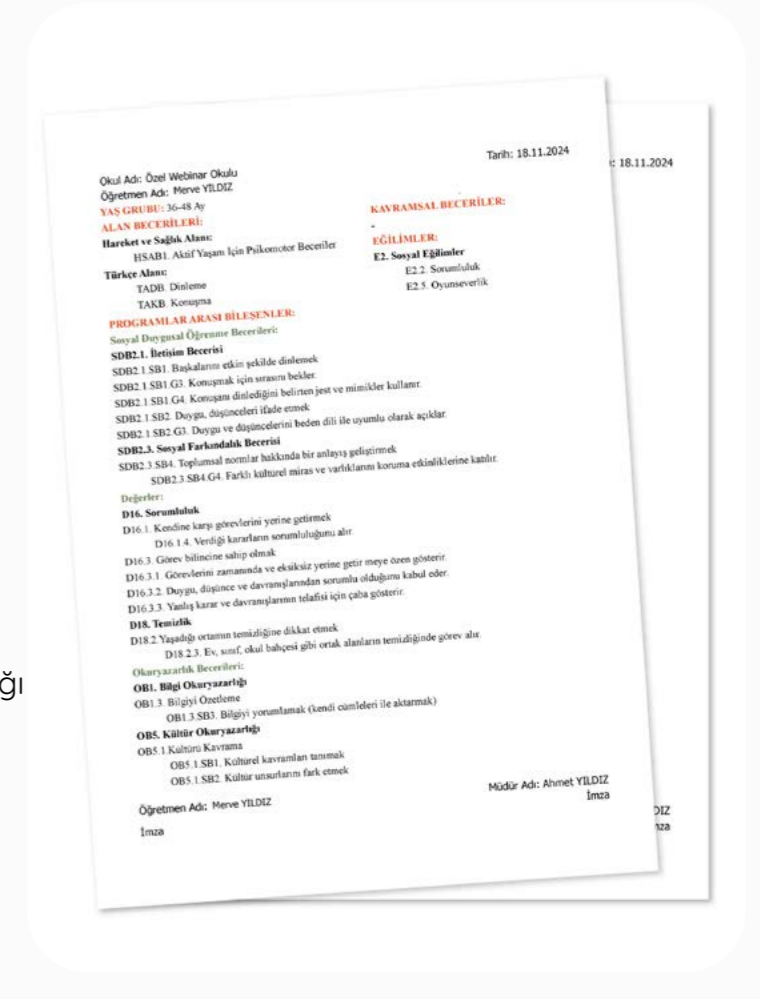 Tarih: 18.11.2024
Okul Adı: Özel Webinar Okulu
Öğretmen Adı: Merve YILDIZ
YAŞ GRUBU: 36-48 Ay
ALAN BECERİLERİ:
Hareket ve Sağlık Alanı:
HSAB1. Aktif Yaşam İçin Psikomotor Beceriler
Türkçe Alanı:
TADB. Dinleme
TAKB. Konuşma
KAVRAMSAL BECERİLER:
-
EĞİLİMLER:
E2. Sosyal Eğilimler
E2.2. Sorumluluk
E2.5. Oyunseverlik
PROGRAMLAR ARASI BİLEŞENLER:
Sosyal Duygusal Öğrenme Becerileri:
SDB2.1. İletişim Becerisi
SDB2.1.SB1. Başkalarını etkin şekilde dinlemek
SDB2.1.SB1.G3. Konuşmak için sırasını bekler.
SDB2.1.SB1.G4. Konuşanı dinlediğini belirten jest ve mimikler kullanır.
SDB2.1.SB2. Duygu, düşünceleri ifade etmek
SDB2.1.SB2.G3. Duygu ve düşüncelerini beden dili ile uyumlu olarak açıklar.
SDB2.3. Sosyal Farkındalık Becerisi
SDB2.3.SB4. Toplumsal normlar hakkında bir anlayış geliştirmek
SDB2.3.SB4.G4. Farklı kültürel miras ve varlıklarını koruma etkinliklerine katılır.
Değerler:
D16. Sorumluluk
D16.1. Kendine karşı görevlerini yerine getirmek
D16.1.4. Verdiği kararların sorumluluğunu alır.
D16.3. Görev bilincine sahip olmak
D16.3.1. Görevlerini zamanında ve eksiksiz yerine getir meye özen gösterir.
D16.3.2. Duygu, düşünce ve davranışlarından sorumlu olduğunu kabul eder.
D16.3.3. Yanlış karar ve davranışlarının telafisi için çaba gösterir.
D18. Temizlik
D18.2.Yaşadığı ortamın temizliğine dikkat etmek
D18.2.3. Ev, sınıf, okul bahçesi gibi ortak alanların temizliğinde görev alır.
Okuryazarlık Becerileri:
OB1. Bilgi Okuryazarlığı
OB1.3. Bilgiyi Özetleme
OB1.3.SB3. Bilgiyi yorumlamak (kendi cümleleri ile aktarmak)
OB5. Kültür Okuryazarlığı
OB5.1.Kültürü Kavrama
OB5.1.SB1. Kültürel kavramları tanımak
OB5.1.SB2. Kültür unsurlarını fark etmek
Öğretmen Adı: Merve YILDIZ
İmza
Müdür Adı: Ahmet YILDIZ
İmza
: 18.11.2024
DIZ
nza
ğı